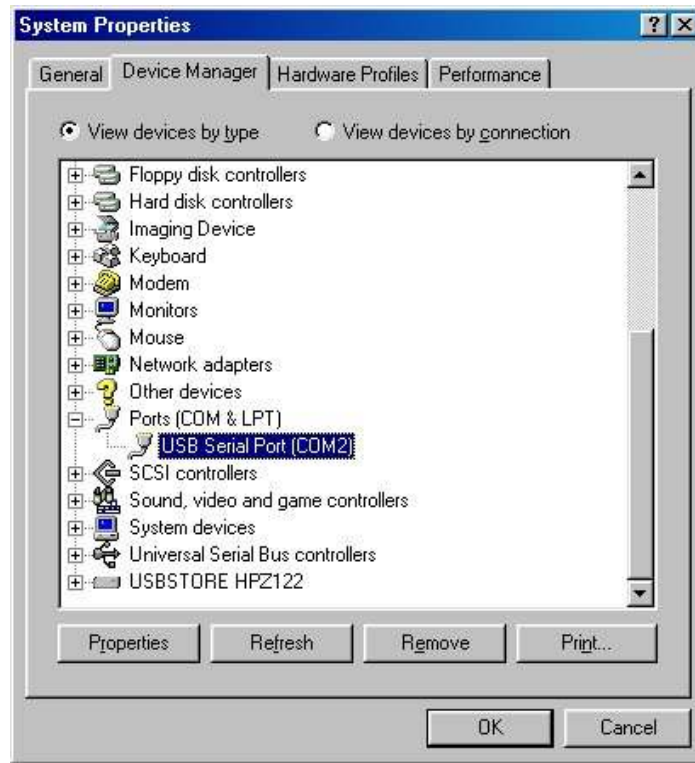 System Properties
General Device Manager Hardware Profiles Performance
View devices by type View devices by connection
Floppy disk controllers
Hard disk controllers
Imaging Device
Keyboard
Modem
Monitors
Mouse
Network adapters
Other devices
Ports (COM & LPT)
USB Serial Port (COM2)
SCSI controllers
Sound, video and game controllers
System devices
Universal Serial Bus controllers
USBSTORE HPZ122
Properties Refresh Remove Print...
OK Cancel